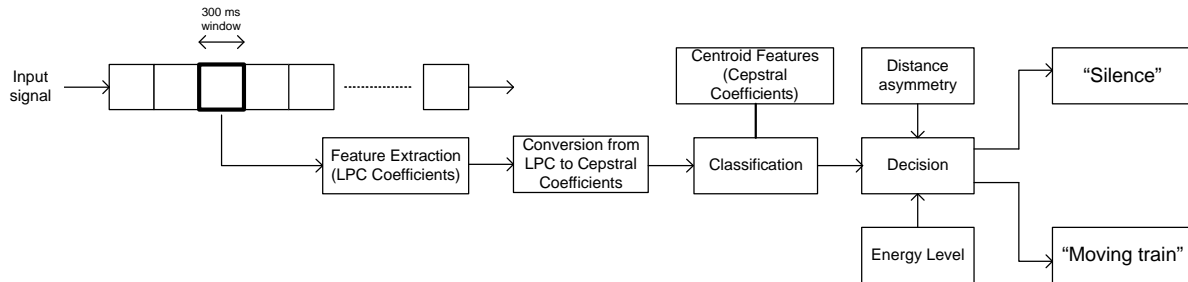 300 ms
window
Input
signal
Feature Extraction
(LPC Coefficients)
Conversion from
LPC to Cepstral
Coefficients
Centroid Features
(Cepstral
Coefficients)
Classification
Distance
asymmetry
Decision
Energy Level
“Silence”
“Moving train”